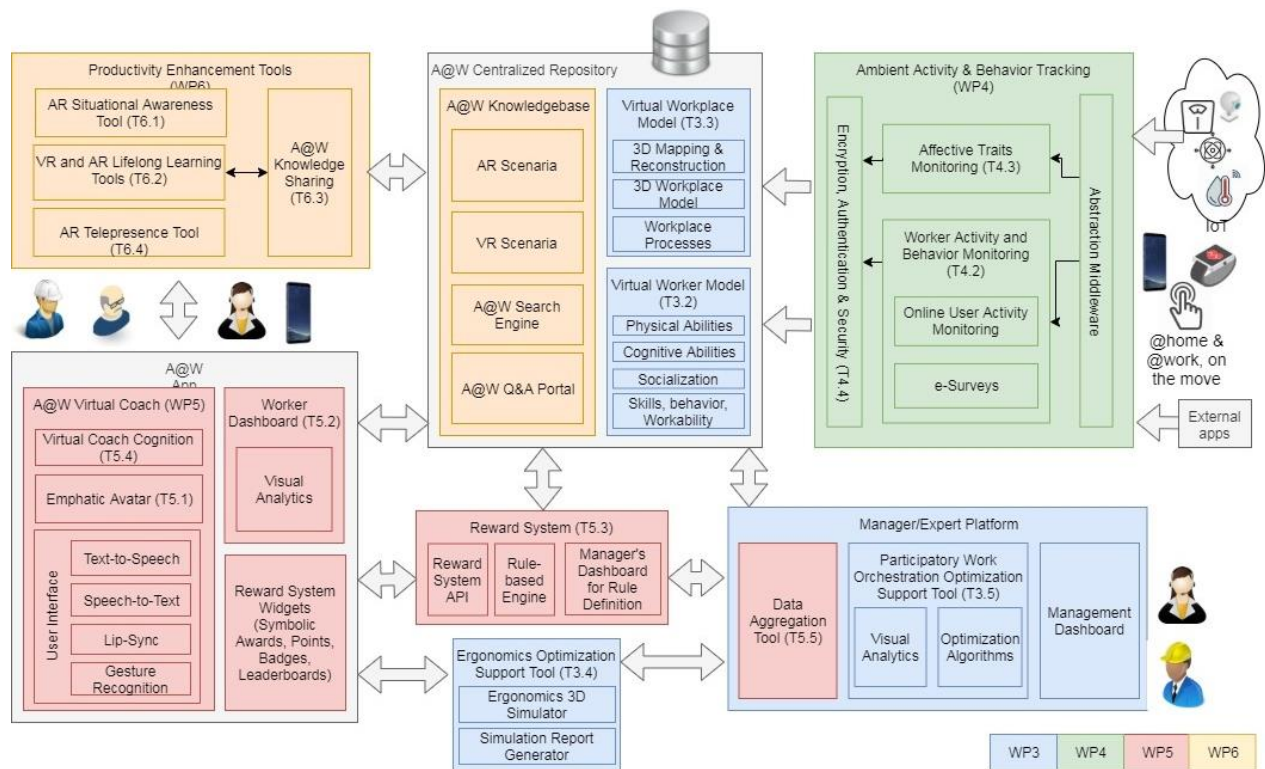 Productivity Enhancement Tools
(WP6)
AR Situational Awareness
Tool (T6.1)
VR and AR Lifelong Learning
Tools (T6.2)
AR Telepresence Tool
(T6.4)
A@W
Knowledge
Sharing
(T6.3)
A@W Centralized Repository
A@W Knowledgebase
AR Scenaria
VR Scenaria
A@W Search
Engine
A@W Q&A Portal
Virtual Workplace
Model (T3.3)
3D Mapping &
Reconstruction
3D Workplace
Model
Workplace
Processes
Virtual Worker Model
(T3.2)
Physical Abilities
Cognitive Abilities
Socialization
Skills, behavior,
Workability
Ambient Activity & Behavior Tracking
(WP4)
Encryption, Authentication & Security (T4.4)
Affective Traits
Monitoring (T4.3)
Worker Activity and
Behavior Monitoring
(T4.2)
Online User Activity
Monitoring
e-Surveys
Abstraction Middleware
IoT
@home &
@work, on
the move
External
apps
A@W
App
A@W Virtual Coach (WP5)
Virtual Coach Cognition
(T5.4)
Emphatic Avatar (T5.1)
User Interface
Text-to-Speech
Speech-to-Text
Lip-Sync
Gesture
Recognition
Worker
Dashboard (T5.2)
Visual
Analytics
Reward System
Widgets
(Symbolic
Awards, Points,
Badges,
Leaderboards)
Reward System (T5.3)
Reward
System
API
Rule-
based
Engine
Manager's
Dashboard
for Rule
Definition
Ergonomics Optimization
Support Tool (T3.4)
Ergonomics 3D
Simulator
Simulation Report
Generator
Manager/Expert Platform
Data
Aggregation
Tool (T5.5)
Participatory Work
Orchestration Optimization
Support Tool (T3.5)
Visual
Analytics
Optimization
Algorithms
Management
Dashboard
WP3
WP4
WP5
WP6